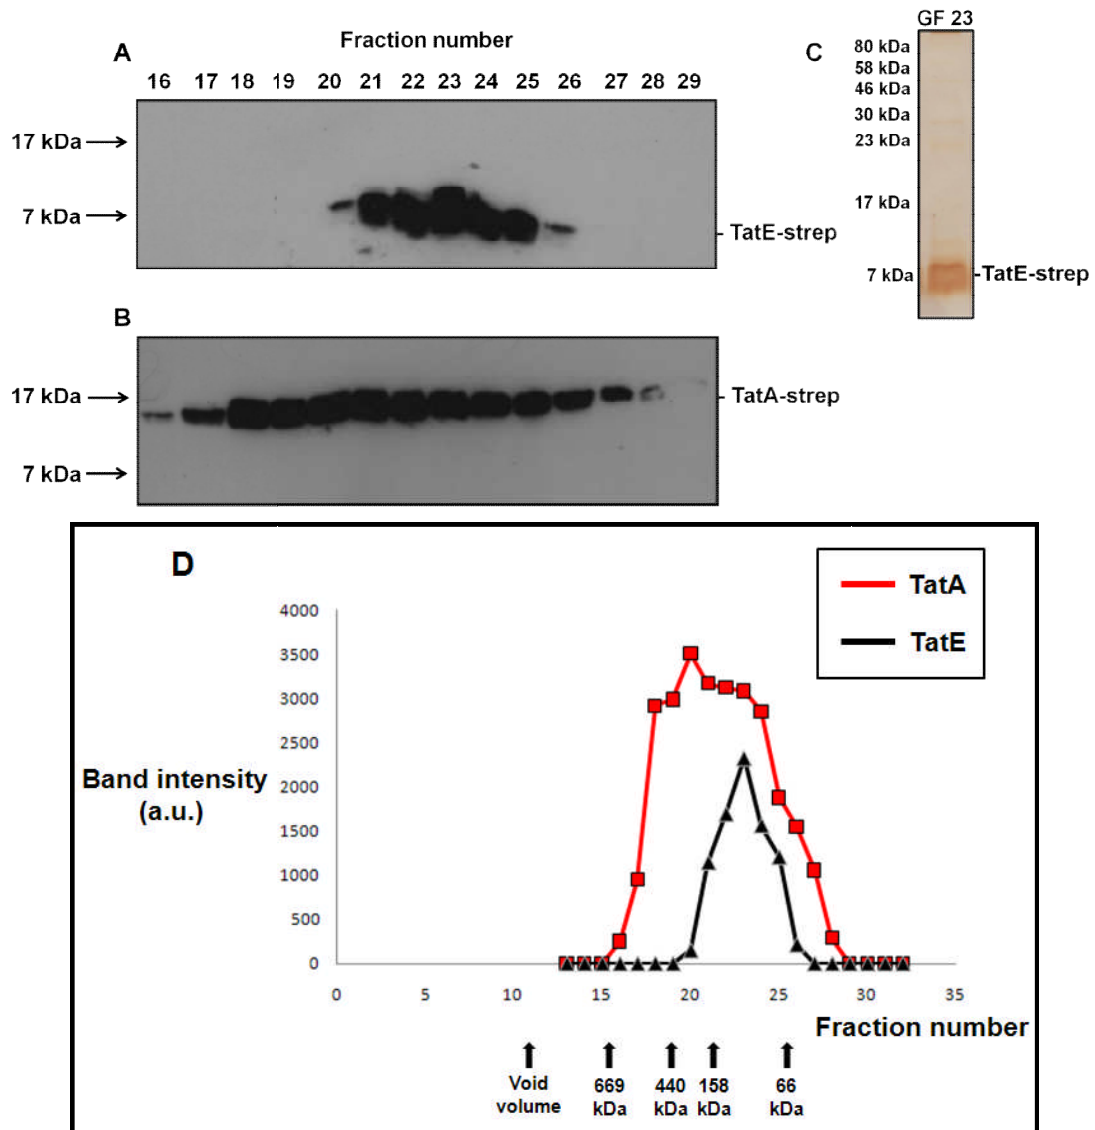 A
Fraction number
16 17 18 19 20 21 22 23 24 25 26 27 28 29
17 kDa
7 kDa
TatE-strep
B
17 kDa
TatA-strep
7 kDa
C
GF 23
80 kDa
58 kDa
46 kDa
30 kDa
23 kDa
17 kDa
7 kDa
-TatE-strep
D
TatA
TatE
4000
3500
3000
2500
2000
1500
1000
500
0
Band intensity
(a.u.)
0 5 10 15 20 25 30 35
Fraction number
Void
volume
669
kDa
440
kDa
158
kDa
66
kDa